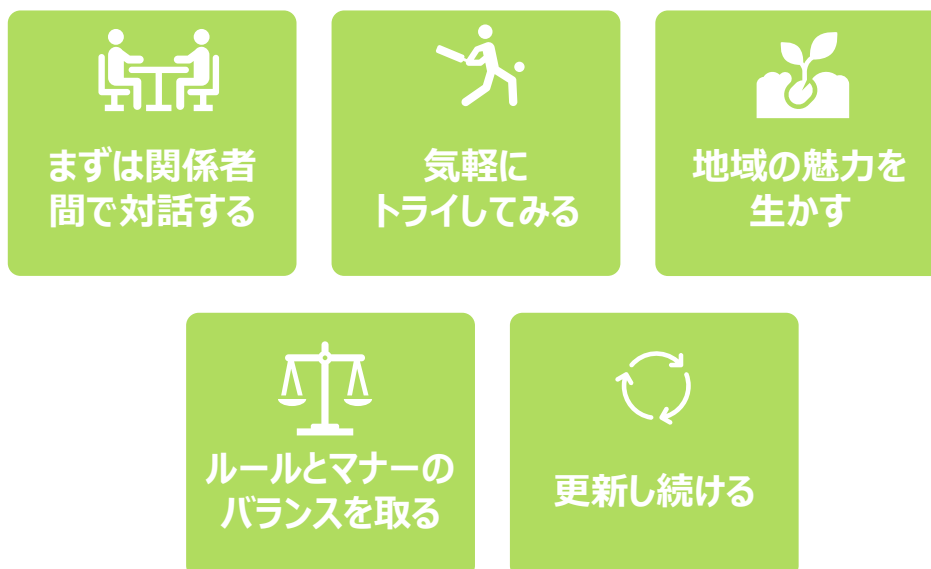 まずは関係者
間で対話する
気軽に
トライしてみる
地域の魅力を
生かす
ルールとマナーの
バランスを取る
更新し続ける